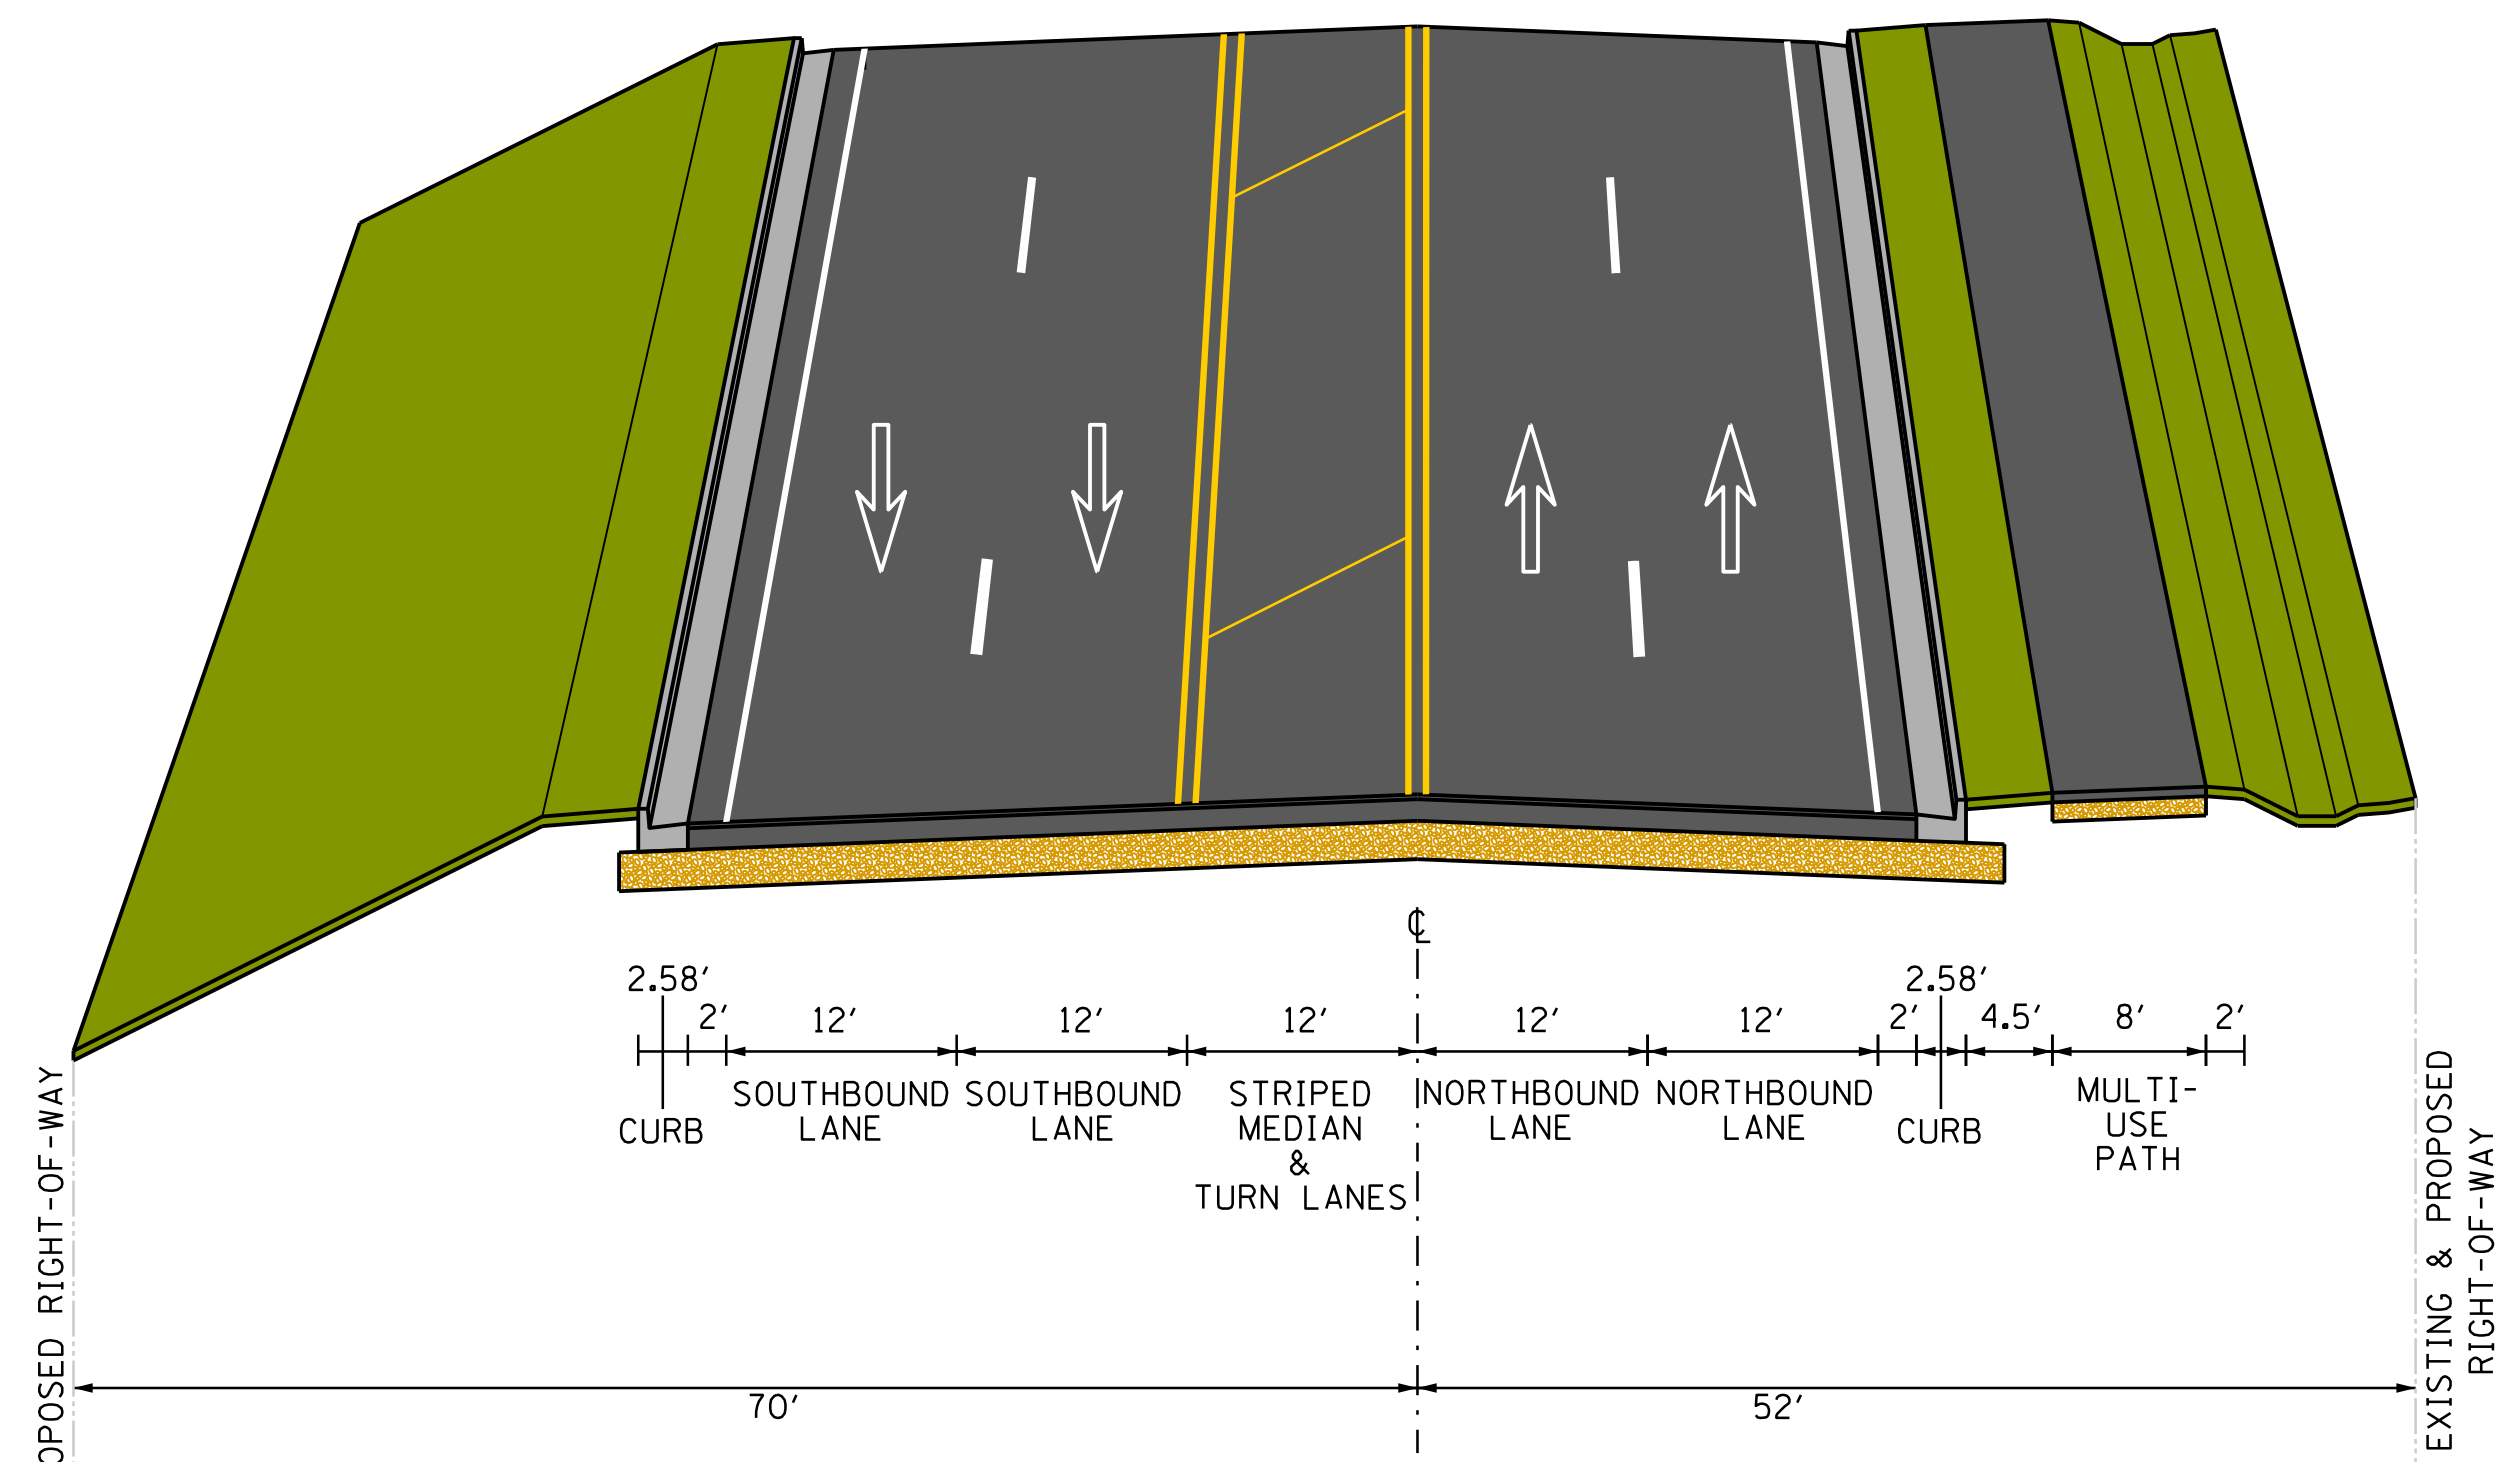 ℄
2.58' 2.58'
2' 12' 12' 12' 12' 12' 2' 4.5' 8' 2'
SOUTHBOUND SOUTHBOUND STRIPED NORTHBOUND NORTHBOUND MULTI-
LANE LANE MEDIAN LANE LANE USE
CURB CURB
& PATH
TURN LANES
70' 52'
OPOSED RIGHT-OF-WAY
EXISTING & PROPOSED
RIGHT-OF-WAY